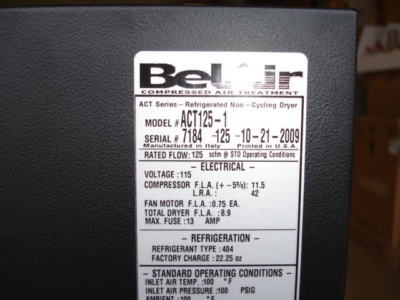 BelAir
COMPRESSED AIR TREATMENT
ACT Series - Refrigerated Non - Cycling Dryer
MODEL # ACT125-1
SERIAL # 7184 -125 -10-21-2009
Manufactured in Italy Printed in U.S.A.
RATED FLOW: 125 scfm @ STD Operating Conditions
- ELECTRICAL -
VOLTAGE : 115
COMPRESSOR F.L.A. (+ -5%): 11.5
L.R.A. : 42
FAN MOTOR F.L.A. :0.75 EA.
TOTAL DRYER F.L.A. : 8.9
MAX. FUSE : 13 AMP
- REFRIGERATION -
REFRIGERANT TYPE : 404
FACTORY CHARGE : 22.25 oz
- STANDARD OPERATING CONDITIONS -
INLET AIR TEMP. :100 °F
INLET AIR PRESSURE : 100 PSIG
AMBIENT : 100 °F